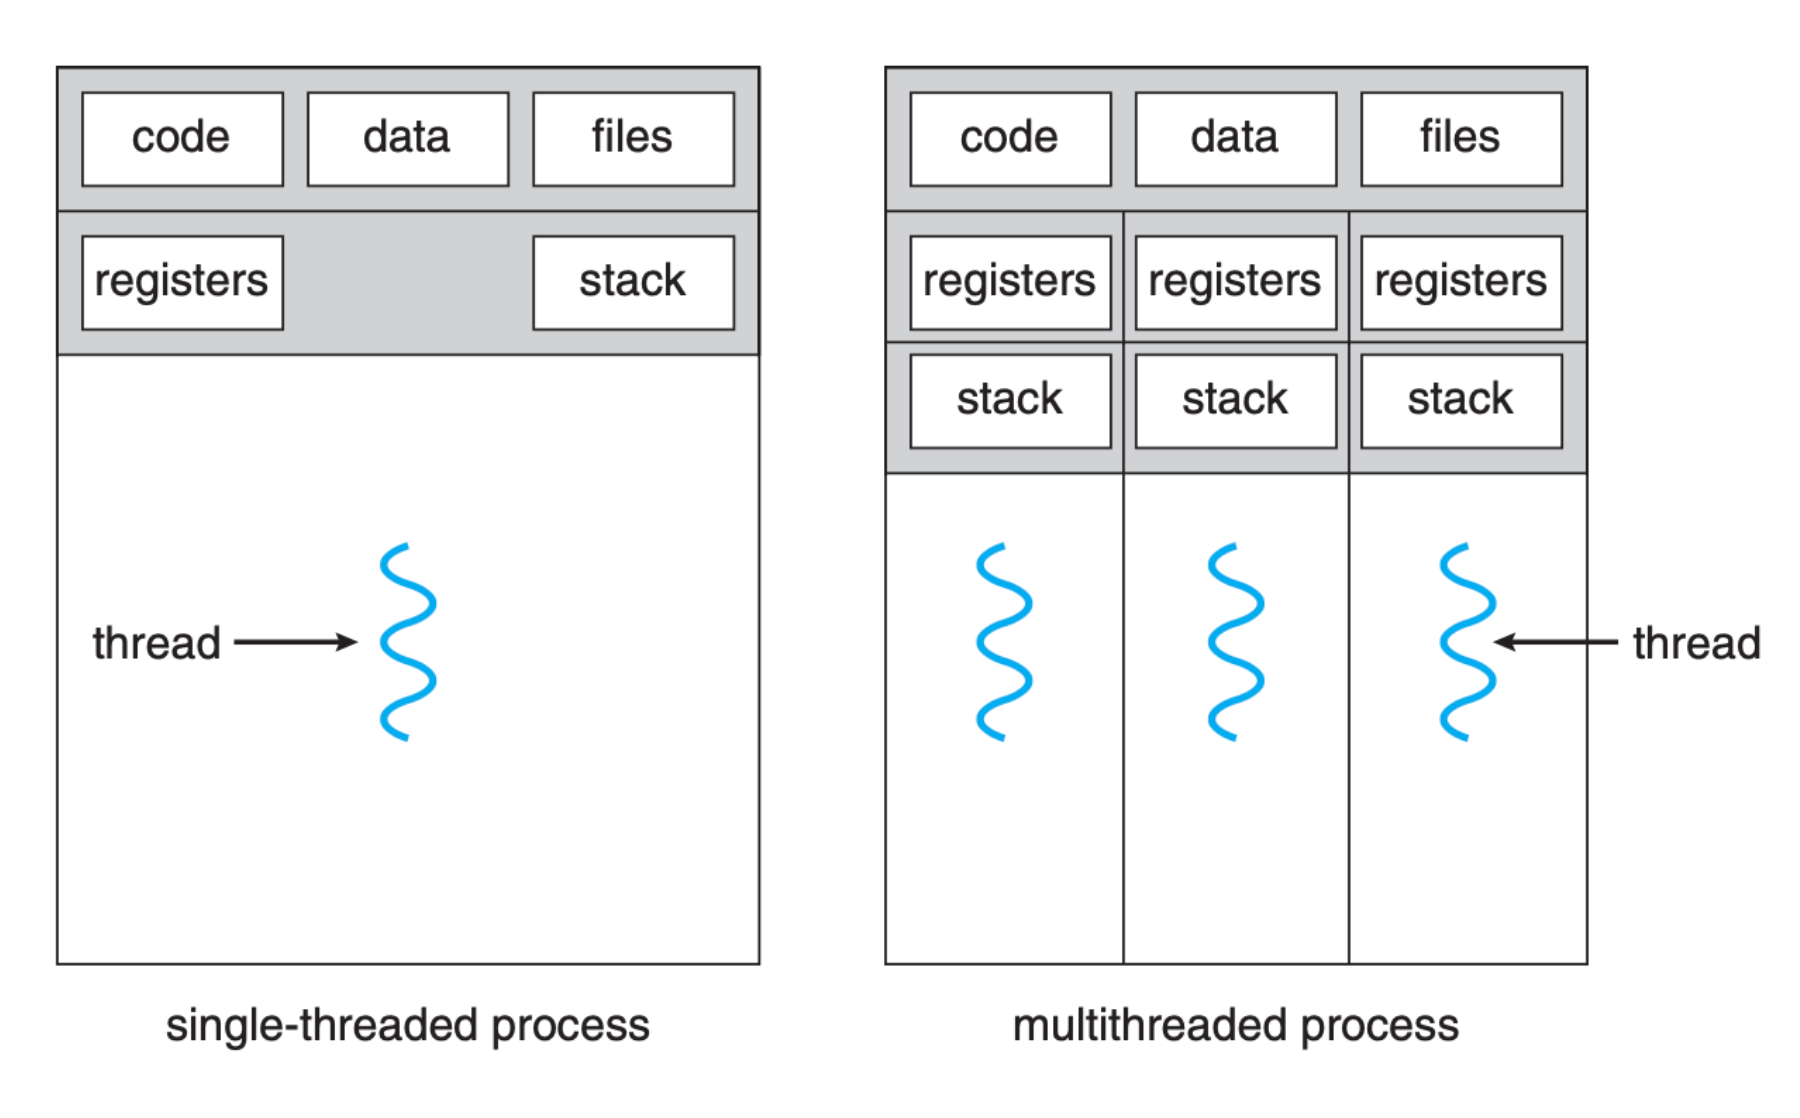 code data files
registers stack
thread
single-threaded process
code data files
registers registers registers
stack stack stack
thread
multithreaded process